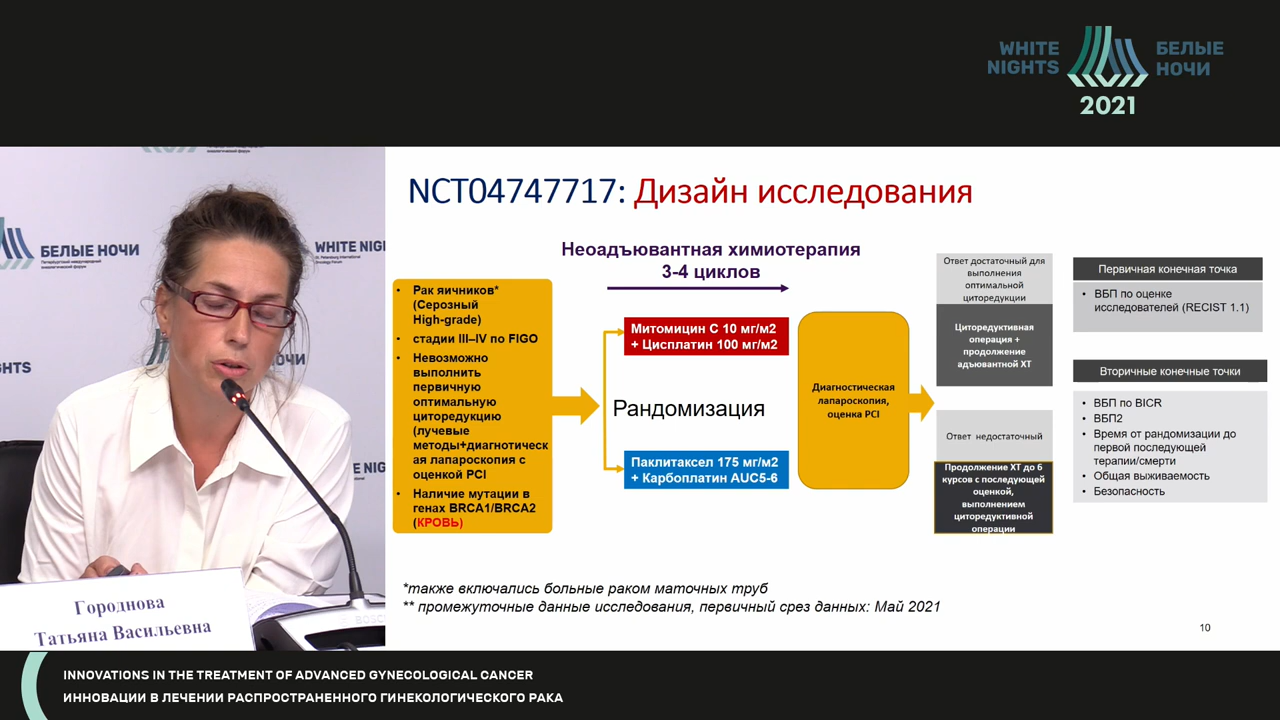 WHITE
NIGHTS
БЕЛЫЕ
НОЧИ
2021
БЕЛЫЕ НОЧИ
WHITE NIGH
NCT04747717: Дизайн исследования
Неоадъювантная химиотерапия
3-4 циклов
• Рак яичников*
(Серозный
High-grade)
• стадии III–IV по FIGO
• Невозможно
выполнить
первичную
оптимальную
циторедукцию
(лучевые
методы+диагнотическ
ая лапароскопия с
оценкой PCI
• Наличие мутации в
генах BRCA1/BRCA2
(КРОВЬ)
Митомицин С 10 мг/м2
+ Цисплатин 100 мг/м2
Рандомизация
Паклитаксел 175 мг/м2
+ Карбоплатин AUC5-6
Диагностическая
лапароскопия,
оценка PCI
Ответ достаточный для
выполнения
оптимальной
циторедукции
Циторедуктивная
операция +
продолжение
адъювантной ХТ
Ответ недостаточный
Продолжение ХТ до 6
курсов с последующей
оценкой,
выполнением
циторедуктивной
операции
Первичная конечная точка
• ВБП по оценке
исследователей (RECIST 1.1)
Вторичные конечные точки
• ВБП по BICR
• ВБП2
• Время от рандомизации до
первой последующей
терапии/смерти
• Общая выживаемость
• Безопасность
*также включались больные раком маточных труб
** промежуточные данные исследования, первичный срез данных: Май 2021
10
Городнова
Татьяна Васильевна
INNOVATIONS IN THE TREATMENT OF ADVANCED GYNECOLOGICAL CANCER
ИННОВАЦИИ В ЛЕЧЕНИИ РАСПРОСТРАНЕННОГО ГИНЕКОЛОГИЧЕСКОГО РАКА